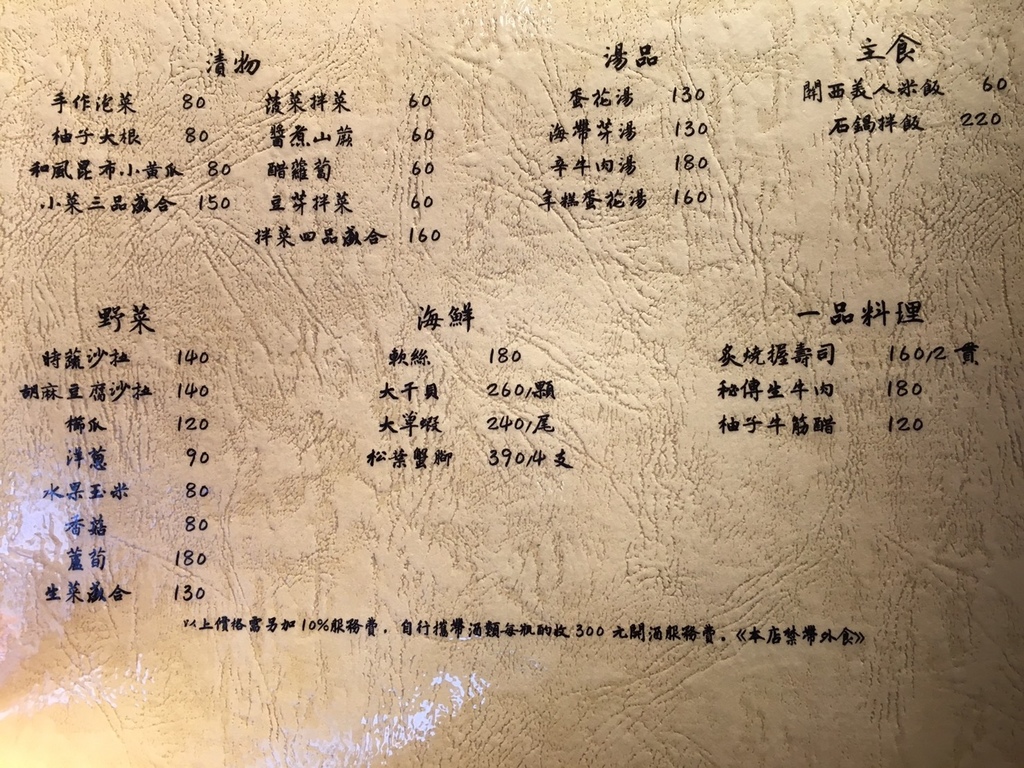 漬物
手作泡菜 80
柚子大根 80
和風昆布小黃瓜 80
小菜三品盛合 150
菠菜拌菜 60
醬煮山蕨 60
醋蘿蔔 60
豆芽拌菜 60
拌菜四品盛合 160
湯品
蛋花湯 130
海帶芽湯 130
辛牛肉湯 180
年糕蛋花湯 160
主食
關西美人米飯 60
石鍋拌飯 220
野菜
時蔬沙拉 140
胡麻豆腐沙拉 140
櫛瓜 120
洋蔥 90
水果玉米 80
香菇 80
蘆筍 180
生菜盛合 130
海鮮
軟絲 180
大干貝 260/顆
大草蝦 240/尾
松葉蟹腳 390/4支
一品料理
炙燒握壽司 160/2貫
秘傳生牛肉 180
柚子牛筋醋 120
以上價格需另加10%服務費，自行攜帶酒類每瓶酌收300元開酒服務費。《本店禁帶外食》